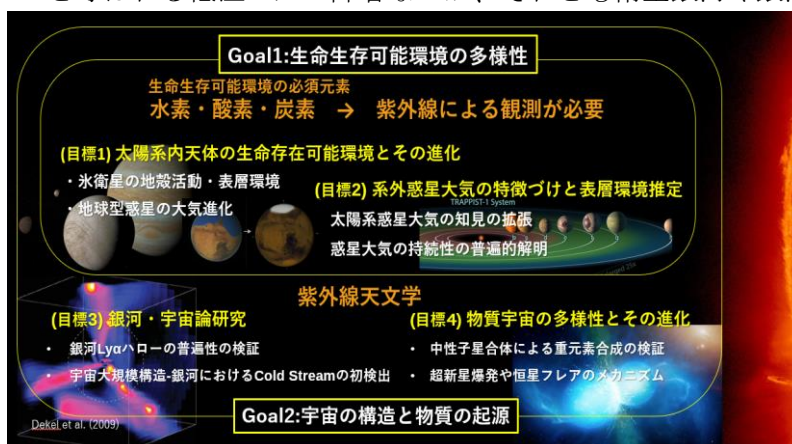 Goal1:生命生存可能環境の多様性
生命生存可能環境の必須元素
水素・酸素・炭素 → 紫外線による観測が必要
(目標1) 太陽系内天体の生命存在可能環境とその進化
・氷衛星の地殻活動・表層環境
・地球型惑星の大気進化
(目標2) 系外惑星大気の特徴づけと表層環境推定
TRAPPIST-1 System
太陽系惑星大気の知見の拡張
惑星大気の持続性の普遍的解明
紫外線天文学
(目標3) 銀河・宇宙論研究
• 銀河Lyαハローの普遍性の検証
• 宇宙大規模構造-銀河におけるCold Streamの初検出
(目標4) 物質宇宙の多様性とその進化
• 中性子星合体による重元素合成の検証
• 超新星爆発や恒星フレアのメカニズム
Dekel et al. (2009)
Goal2:宇宙の構造と物質の起源